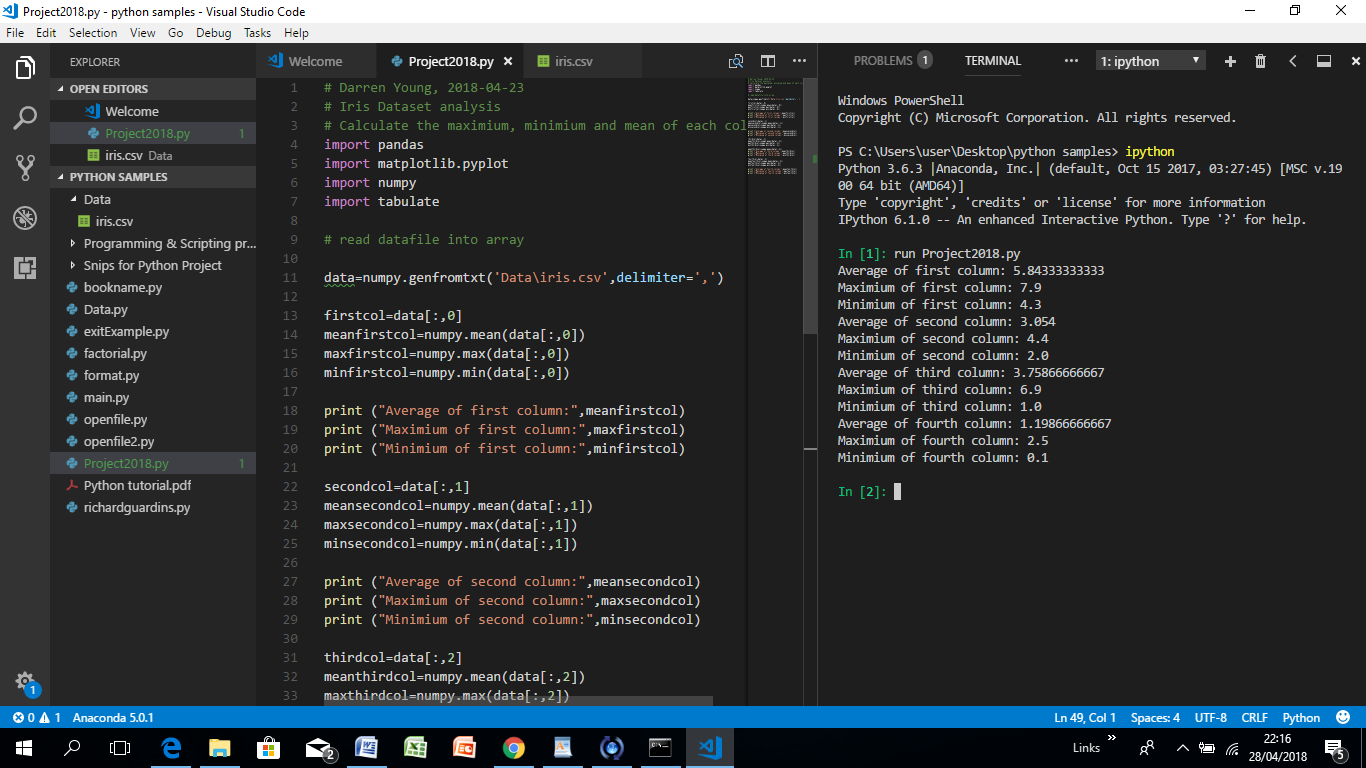 Project2018.py - python samples - Visual Studio Code
File Edit Selection View Go Debug Tasks Help
EXPLORER
OPEN EDITORS
Welcome
Project2018.py 1
iris.csv Data
PYTHON SAMPLES
Data
iris.csv
Programming & Scripting pr...
Snips for Python Project
bookname.py
Data.py
exitExample.py
factorial.py
format.py
main.py
openfile.py
openfile2.py
Project2018.py 1
Python tutorial.pdf
richardguardins.py
1
Welcome Project2018.py iris.csv
1 # Darren Young, 2018-04-23
2 # Iris Dataset analysis
3 # Calculate the maximium, minimium and mean of each col
4 import pandas
5 import matplotlib.pyplot
6 import numpy
7 import tabulate
8
9 # read datafile into array
10
11 data=numpy.genfromtxt('Data\iris.csv',delimiter=',')
12
13 firstcol=data[:,0]
14 meanfirstcol=numpy.mean(data[:,0])
15 maxfirstcol=numpy.max(data[:,0])
16 minfirstcol=numpy.min(data[:,0])
17
18 print ("Average of first column:",meanfirstcol)
19 print ("Maximium of first column:",maxfirstcol)
20 print ("Minimium of first column:",minfirstcol)
21
22 secondcol=data[:,1]
23 meansecondcol=numpy.mean(data[:,1])
24 maxsecondcol=numpy.max(data[:,1])
25 minsecondcol=numpy.min(data[:,1])
26
27 print ("Average of second column:",meansecondcol)
28 print ("Maximium of second column:",maxsecondcol)
29 print ("Minimium of second column:",minsecondcol)
30
31 thirdcol=data[:,2]
32 meanthirdcol=numpy.mean(data[:,2])
33 maxthirdcol=numpy.max(data[:,2])
PROBLEMS 1 TERMINAL ... 1: ipython
Windows PowerShell
Copyright (C) Microsoft Corporation. All rights reserved.
PS C:\Users\user\Desktop\python samples> ipython
Python 3.6.3 |Anaconda, Inc.| (default, Oct 15 2017, 03:27:45) [MSC v.19
00 64 bit (AMD64)]
Type 'copyright', 'credits' or 'license' for more information
IPython 6.1.0 -- An enhanced Interactive Python. Type '?' for help.
In [1]: run Project2018.py
Average of first column: 5.84333333333
Maximium of first column: 7.9
Minimium of first column: 4.3
Average of second column: 3.054
Maximium of second column: 4.4
Minimium of second column: 2.0
Average of third column: 3.75866666667
Maximium of third column: 6.9
Minimium of third column: 1.0
Average of fourth column: 1.19866666667
Maximium of fourth column: 2.5
Minimium of fourth column: 0.1
In [2]:
0 1 Anaconda 5.0.1 Ln 49, Col 1 Spaces: 4 UTF-8 CRLF Python
2 Links 22:16
28/04/2018 5